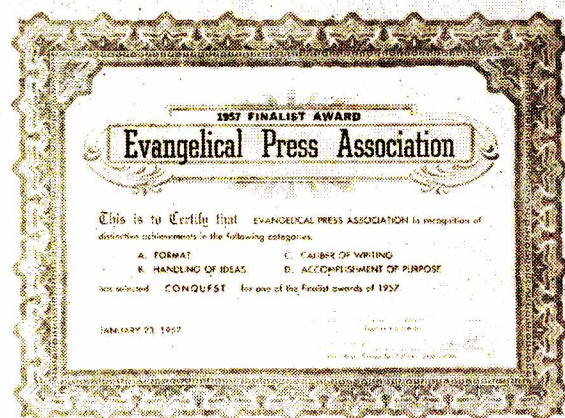 1957 FINALIST AWARD
Evangelical Press Association
This is to Certify that EVANGELICAL PRESS ASSOCIATION in recognition of
distinctive achievements in the following categories,
A. FORMAT C. CALIBER OF WRITING
B. HANDLING OF IDEAS D. ACCOMPLISHMENT OF PURPOSE
has selected CONQUEST for one of the finalist awards of 1957
JANUARY 23, 1957